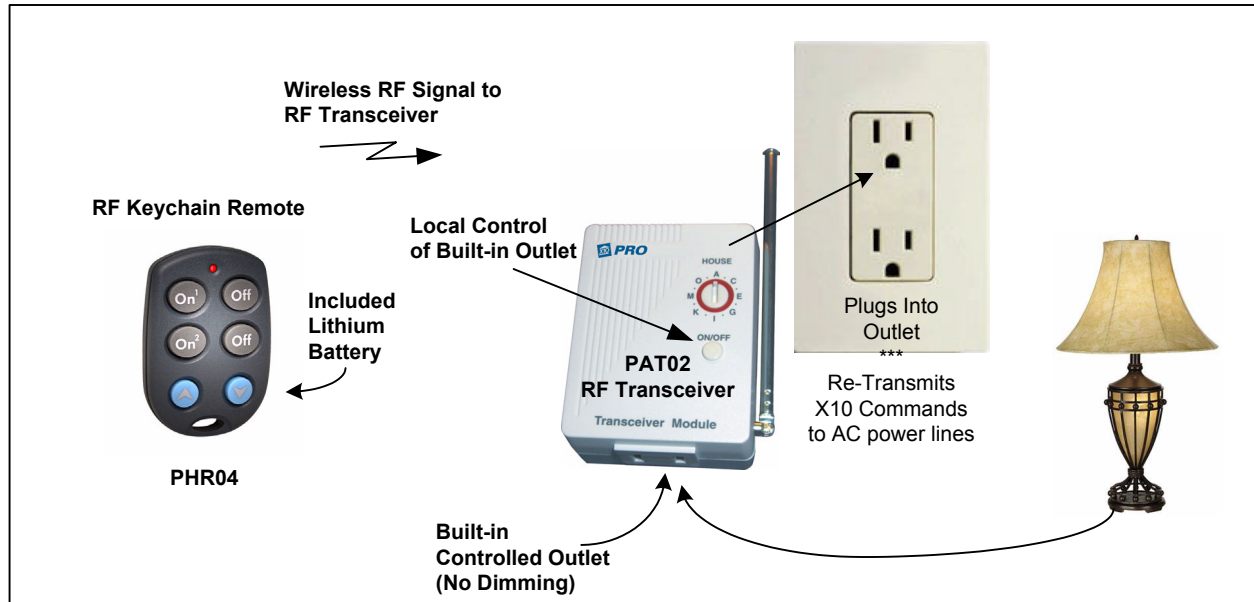 Wireless RF Signal to
RF Transceiver
RF Keychain Remote
On¹
Off
On²
Off
Included
Lithium
Battery
PHR04
Local Control
of Built-in Outlet
PRO
HOUSE
A
C
E
G
I
K
M
O
ON/OFF
PAT02
RF Transceiver
Transceiver Module
Built-in
Controlled Outlet
(No Dimming)
Plugs Into
Outlet
***
Re-Transmits
X10 Commands
to AC power lines